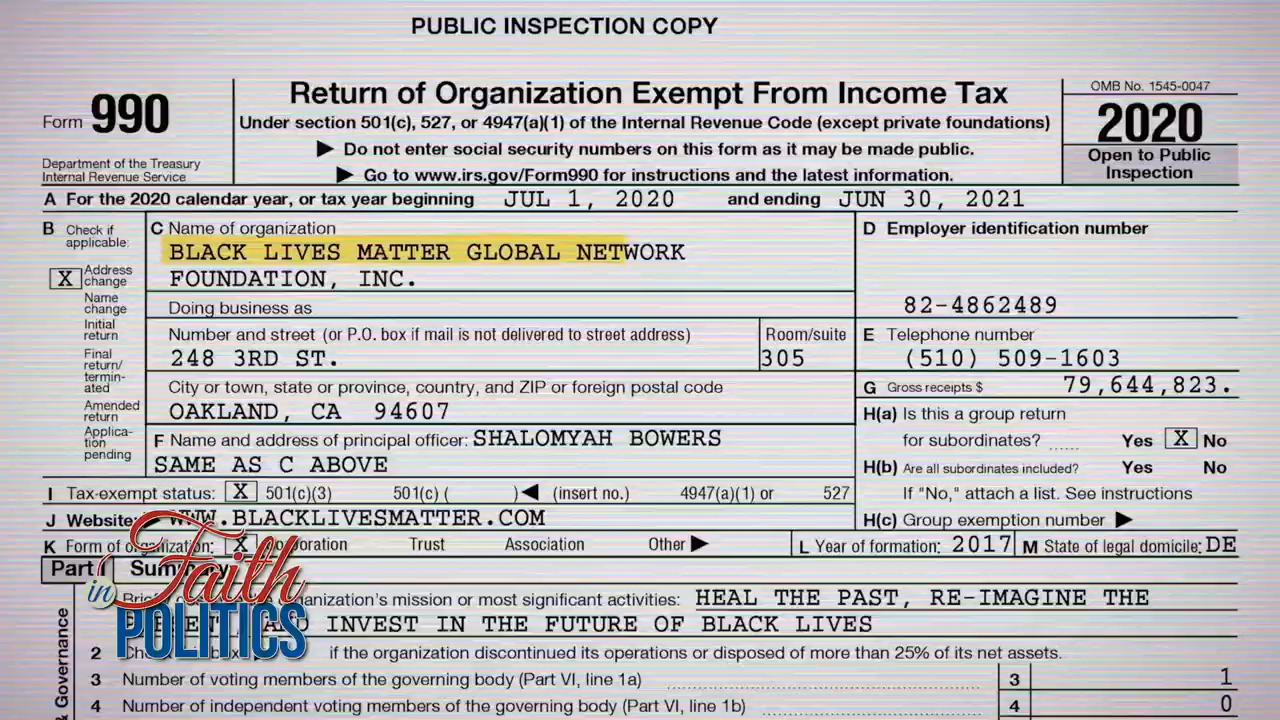 PUBLIC INSPECTION COPY
Form 990
Department of the Treasury
Internal Revenue Service
Return of Organization Exempt From Income Tax
Under section 501(c), 527, or 4947(a)(1) of the Internal Revenue Code (except private foundations)
▶ Do not enter social security numbers on this form as it may be made public.
▶ Go to www.irs.gov/Form990 for instructions and the latest information.
OMB No. 1545-0047
2020
Open to Public
Inspection
A For the 2020 calendar year, or tax year beginning JUL 1, 2020 and ending JUN 30, 2021
B Check if
applicable:
X Address
change
Name
change
Initial
return
Final
return/
termin-
ated
Amended
return
Applica-
tion
pending
C Name of organization
BLACK LIVES MATTER GLOBAL NETWORK
FOUNDATION, INC.
Doing business as
Number and street (or P.O. box if mail is not delivered to street address) Room/suite
248 3RD ST. 305
City or town, state or province, country, and ZIP or foreign postal code
OAKLAND, CA 94607
F Name and address of principal officer: SHALOMYAH BOWERS
SAME AS C ABOVE
D Employer identification number
82-4862489
E Telephone number
(510) 509-1603
G Gross receipts $ 79,644,823.
H(a) Is this a group return
for subordinates? ...... Yes X No
H(b) Are all subordinates included? Yes No
If "No," attach a list. See instructions
H(c) Group exemption number ▶
I Tax-exempt status: X 501(c)(3) 501(c) ( )◀ (insert no.) 4947(a)(1) or 527
J Website: WWW.BLACKLIVESMATTER.COM
K Form of organization: X Corporation Trust Association Other ▶
L Year of formation: 2017 M State of legal domicile: DE
Part Summary
organization's mission or most significant activities: HEAL THE PAST, RE-IMAGINE THE
INVEST IN THE FUTURE OF BLACK LIVES
2 if the organization discontinued its operations or disposed of more than 25% of its net assets.
3 Number of voting members of the governing body (Part VI, line 1a) 3 1
4 Number of independent voting members of the governing body (Part VI, line 1b) 4 0
& Governance
Faith
in
POLITICS